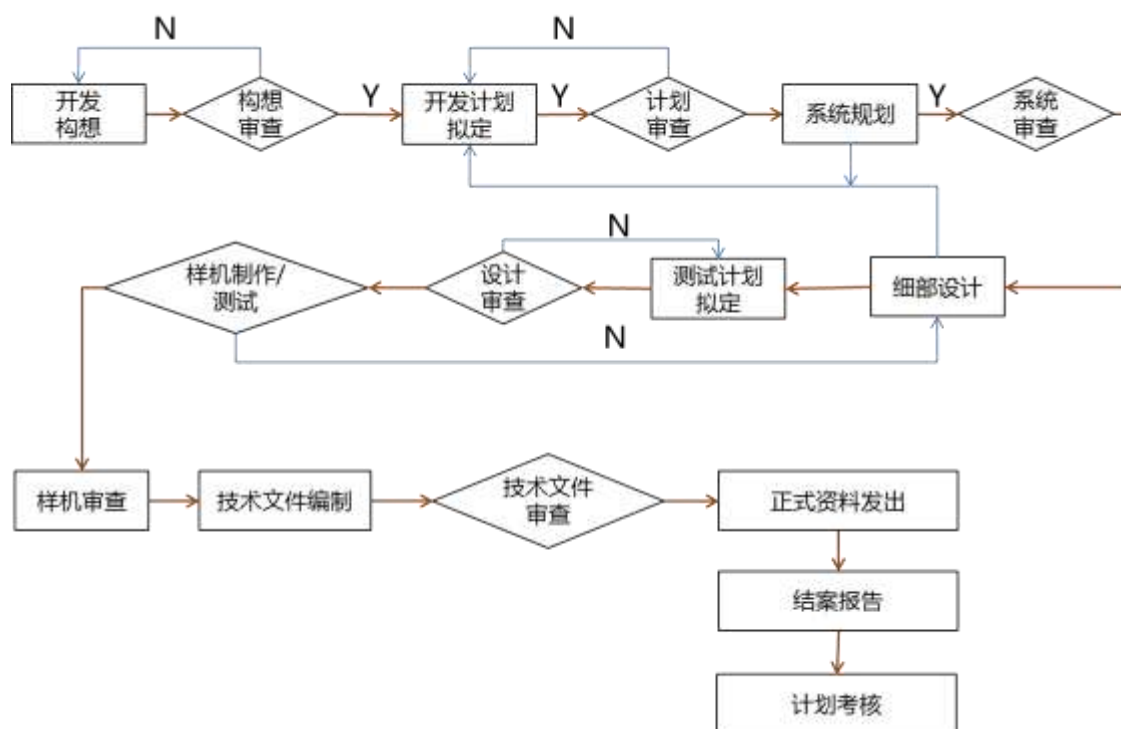 N
N
开发
构想
构想
审查
Y
开发计划
拟定
Y
计划
审查
系统规划
Y
系统
审查
N
样机制作/
测试
设计
审查
测试计划
拟定
细部设计
N
样机审查
技术文件编制
技术文件
审查
正式资料发出
结案报告
计划考核